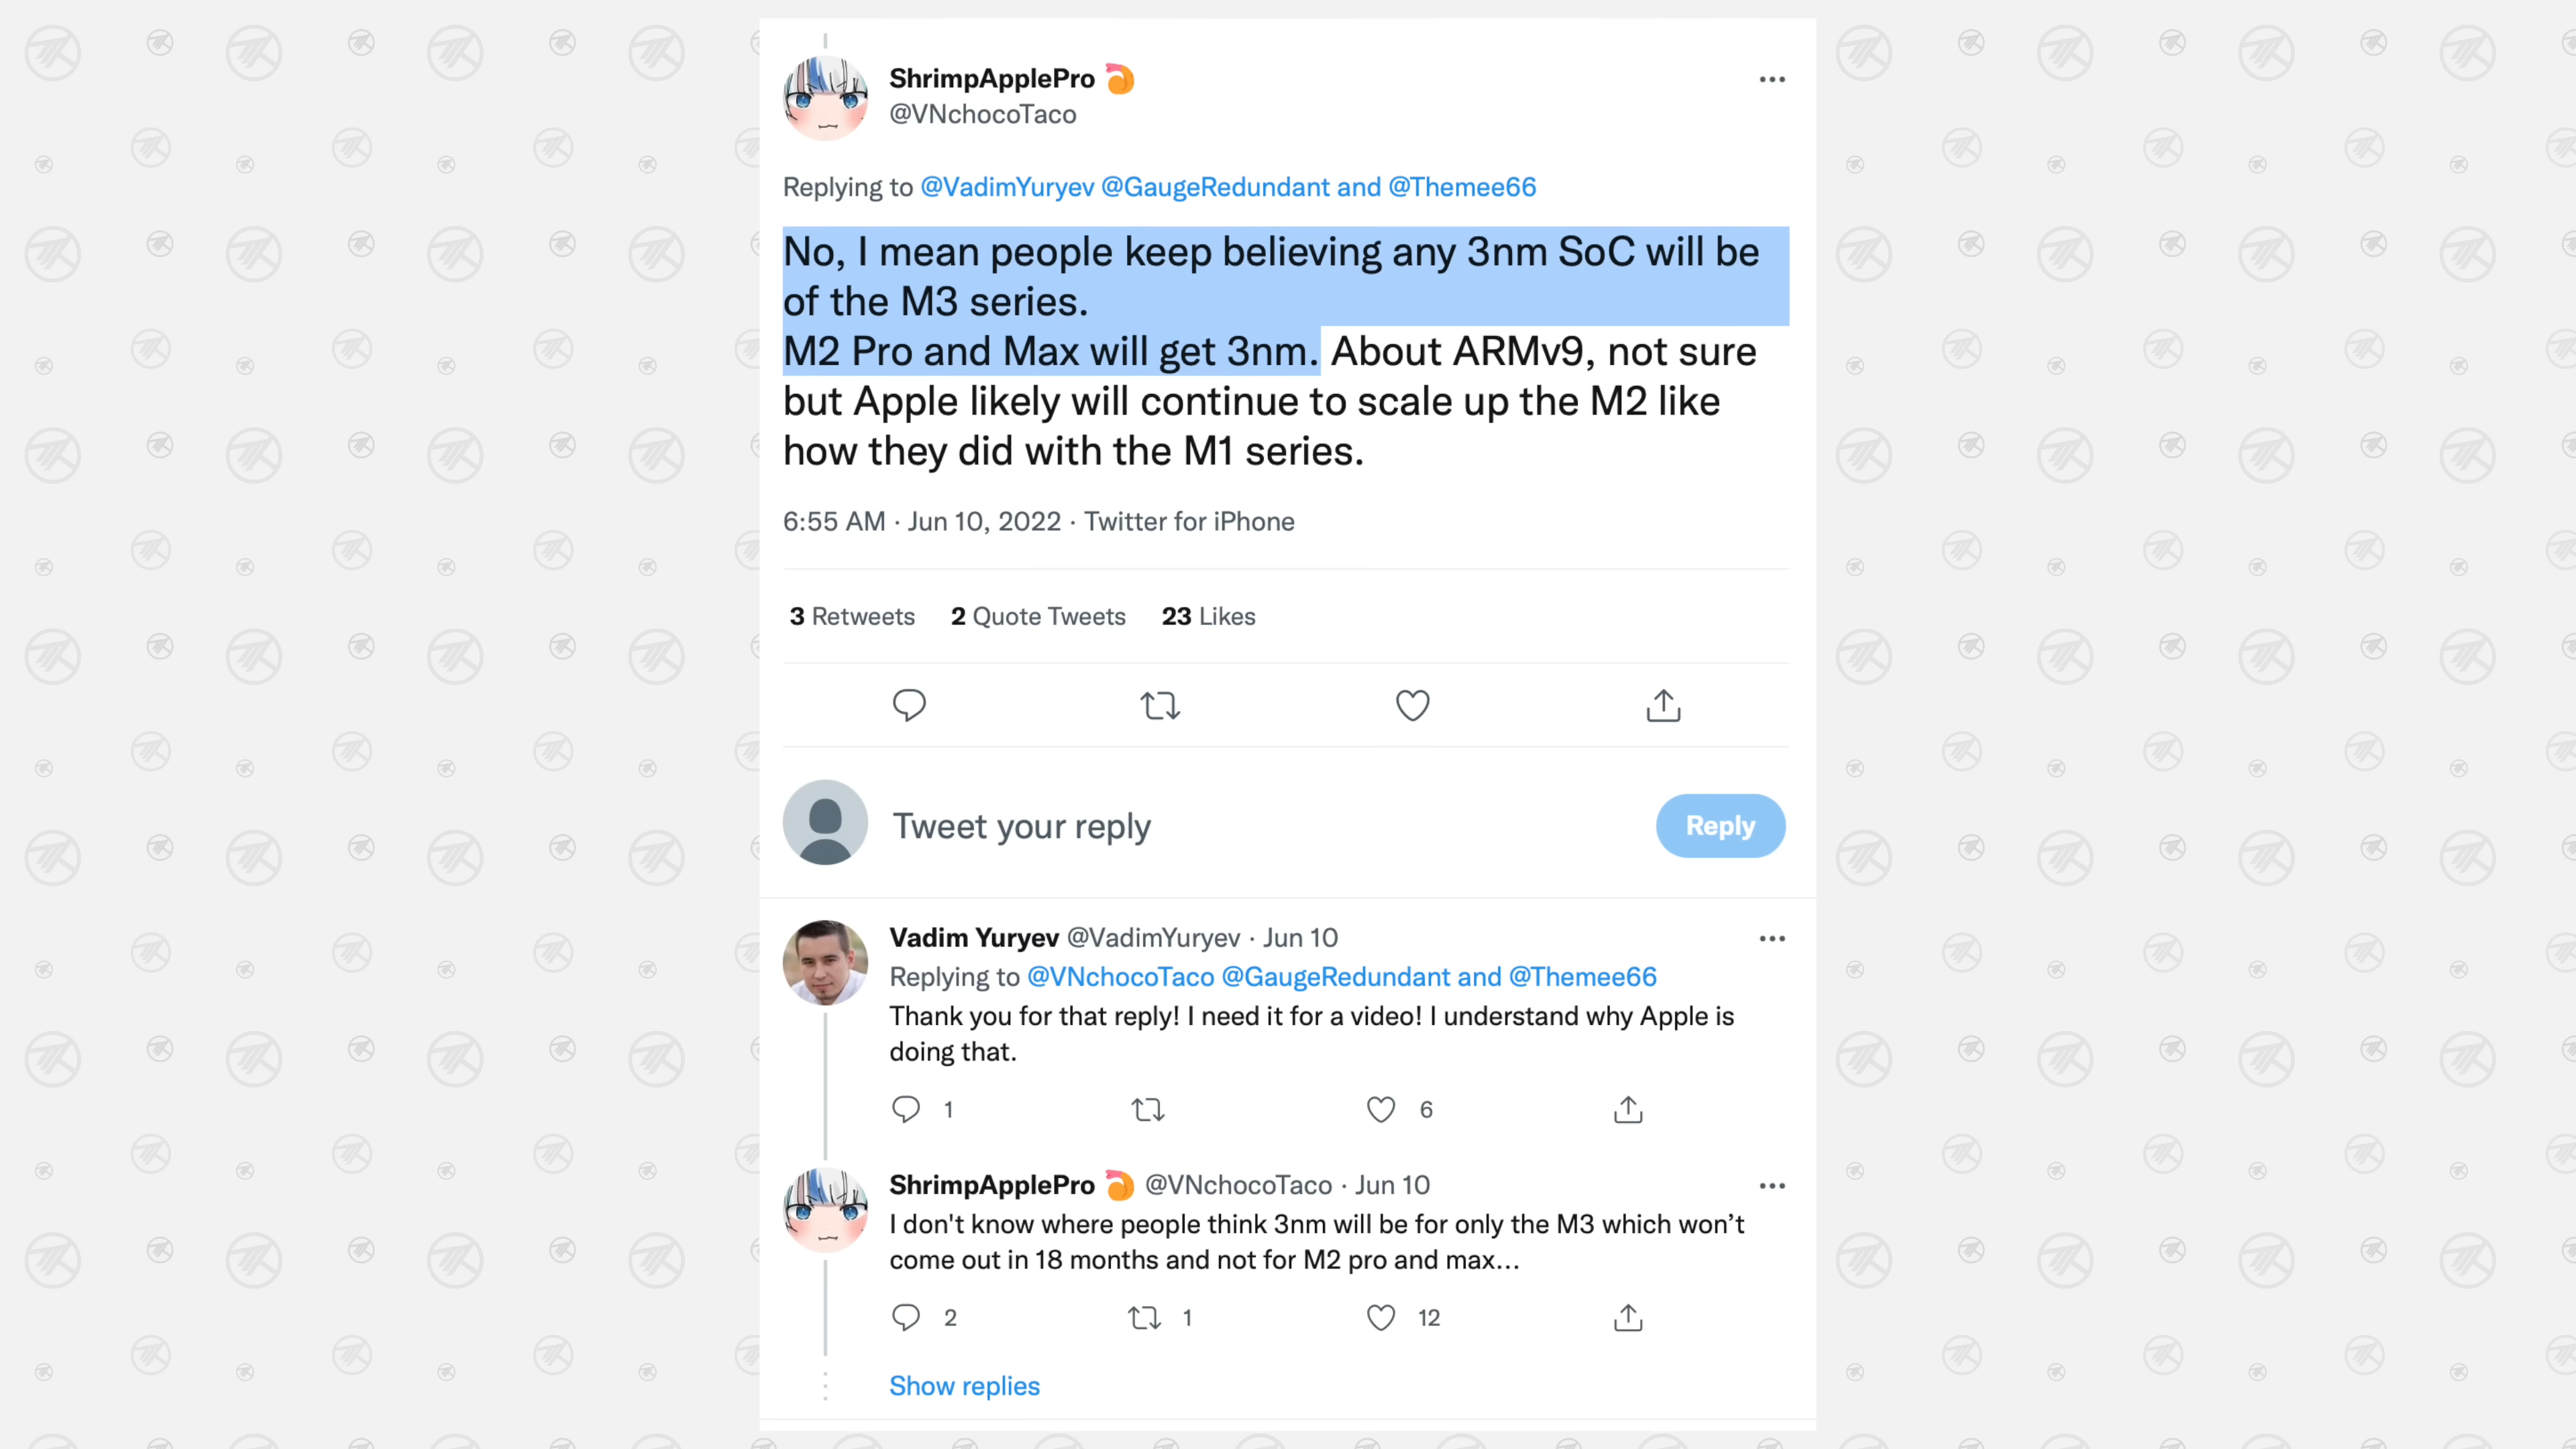 ShrimpApplePro 🍤
@VNchocoTaco
Replying to @VadimYuryev @GaugeRedundant and @Themee66
No, I mean people keep believing any 3nm SoC will be
of the M3 series.
M2 Pro and Max will get 3nm. About ARMv9, not sure
but Apple likely will continue to scale up the M2 like
how they did with the M1 series.
6:55 AM · Jun 10, 2022 · Twitter for iPhone
3 Retweets 2 Quote Tweets 23 Likes
Tweet your reply
Reply
Vadim Yuryev @VadimYuryev · Jun 10
Replying to @VNchocoTaco @GaugeRedundant and @Themee66
Thank you for that reply! I need it for a video! I understand why Apple is
doing that.
1 6
ShrimpApplePro 🍤 @VNchocoTaco · Jun 10
I don't know where people think 3nm will be for only the M3 which won’t
come out in 18 months and not for M2 pro and max...
2 1 12
Show replies